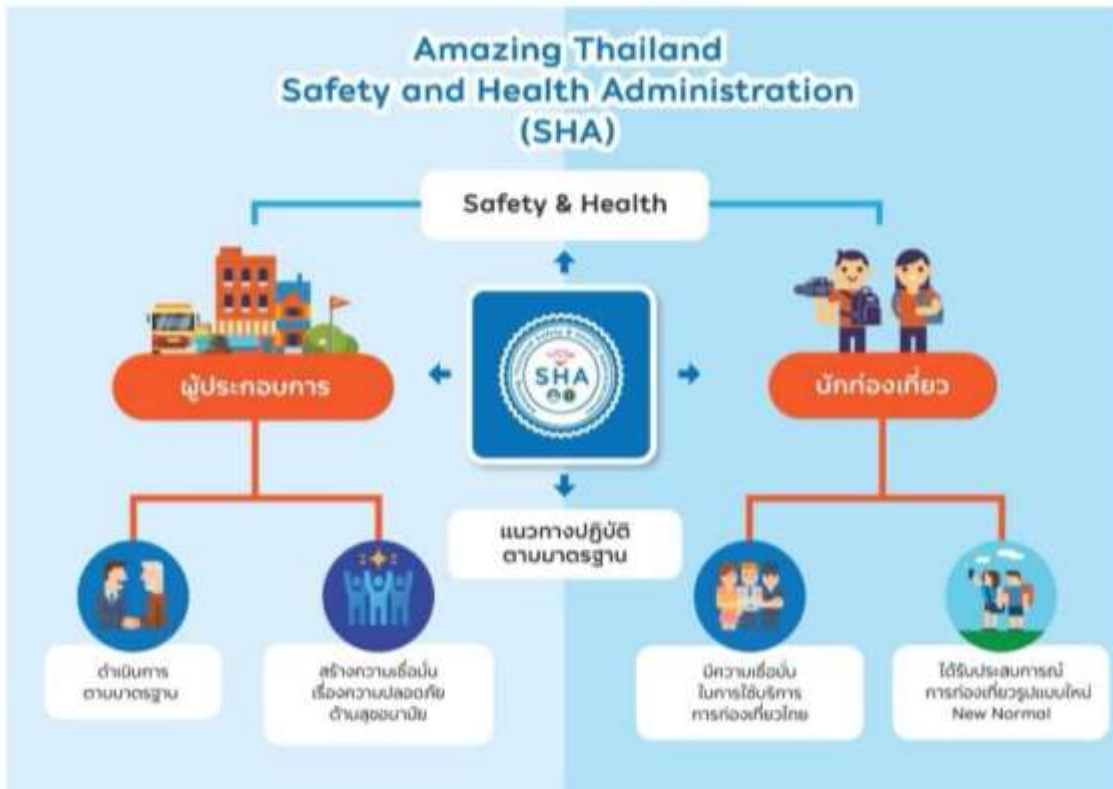 Amazing Thailand
Safety and Health Administration
(SHA)
Safety & Health
SHA
ผู้ประกอบการ
นักท่องเที่ยว
แนวทางปฏิบัติ
ตามมาตรฐาน
ดำเนินการ
ตามมาตรฐาน
สร้างความเชื่อมั่น
เรื่องความปลอดภัย
ด้านสุขอนามัย
มีความเชื่อมั่น
ในการใช้บริการ
การท่องเที่ยวไทย
ได้รับประสบการณ์
การท่องเที่ยวรูปแบบใหม่
New Normal